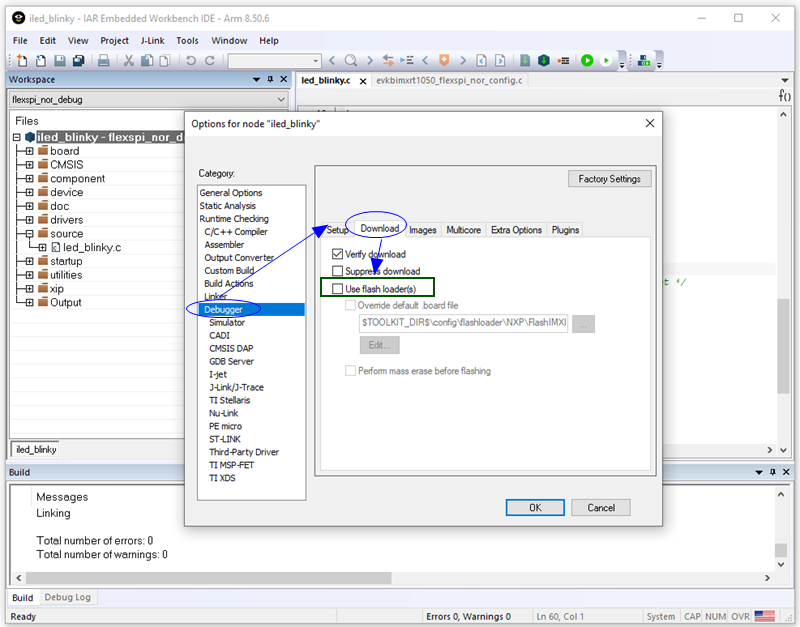 iled_blinky - IAR Embedded Workbench IDE - Arm 8.50.6
File Edit View Project J-Link Tools Window Help
Workspace
iled_blinky.c evkbimxrt1050_flexspi_nor_config.c
flexspi_nor_debug
f()
Files
iled_blinky - flexspi_nor_d
board
CMSIS
component
device
doc
drivers
source
led_blinky.c
startup
utilities
xip
Output
iled_blinky
Options for node "iled_blinky"
Category:
Factory Settings
General Options
Static Analysis
Runtime Checking
C/C++ Compiler
Assembler
Output Converter
Custom Build
Build Actions
Linker
Debugger
Simulator
CADI
CMSIS DAP
GDB Server
I-jet
J-Link/J-Trace
TI Stellaris
Nu-Link
PE micro
ST-LINK
Third-Party Driver
TI MSP-FET
TI XDS
Setup Download Images Multicore Extra Options Plugins
Verify download
Suppress download
Use flash loader(s)
Override default .board file
$TOOLKIT_DIR$\config\flashloader\NXP\FlashIMXI
...
Edit...
Perform mass erase before flashing
OK Cancel
t */
Build
Messages
Linking
Total number of errors: 0
Total number of warnings: 0
Build Debug Log
Ready Errors 0, Warnings 0 Ln 60, Col 1 System CAP NUM OVR